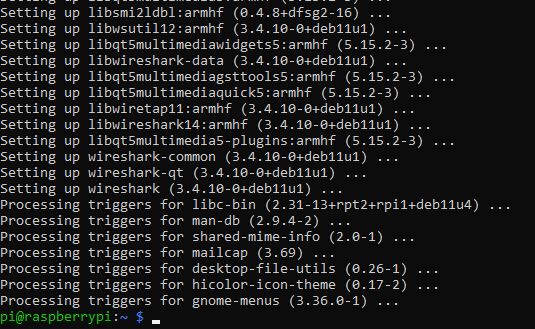 Setting up libsmi2ldbl:armhf (0.4.8+dfsg2-16) ...
Setting up libwsutil12:armhf (3.4.10-0+deb11u1) ...
Setting up libqt5multimediawidgets5:armhf (5.15.2-3) ...
Setting up libwireshark-data (3.4.10-0+deb11u1) ...
Setting up libqt5multimediagsttools5:armhf (5.15.2-3) ...
Setting up libqt5multimediaquick5:armhf (5.15.2-3) ...
Setting up libwiretap11:armhf (3.4.10-0+deb11u1) ...
Setting up libwireshark14:armhf (3.4.10-0+deb11u1) ...
Setting up libqt5multimedia5-plugins:armhf (5.15.2-3) ...
Setting up wireshark-common (3.4.10-0+deb11u1) ...
Setting up wireshark-qt (3.4.10-0+deb11u1) ...
Setting up wireshark (3.4.10-0+deb11u1) ...
Processing triggers for libc-bin (2.31-13+rpt2+rpi1+deb11u4) ...
Processing triggers for man-db (2.9.4-2) ...
Processing triggers for shared-mime-info (2.0-1) ...
Processing triggers for mailcap (3.69) ...
Processing triggers for desktop-file-utils (0.26-1) ...
Processing triggers for hicolor-icon-theme (0.17-2) ...
Processing triggers for gnome-menus (3.36.0-1) ...
pi@raspberrypi:~ $